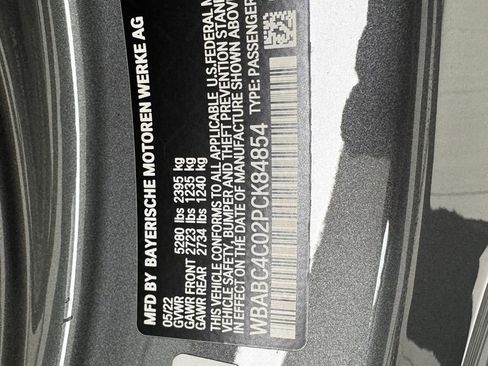 MFD BY BAYERISCHE MOTOREN WERKE AG
05/22
GVWR 5280 lbs 2395 kg
GAWR FRONT 2723 lbs 1235 kg
GAWR REAR 2734 lbs 1240 kg
THIS VEHICLE CONFORMS TO ALL APPLICABLE U.S. FEDERAL M
VEHICLE SAFETY, BUMPER AND THEFT PREVENTION STAND
IN EFFECT ON THE DATE OF MANUFACTURE SHOWN ABOVE
WBABC4C02PCK84854 TYPE: PASSENGER